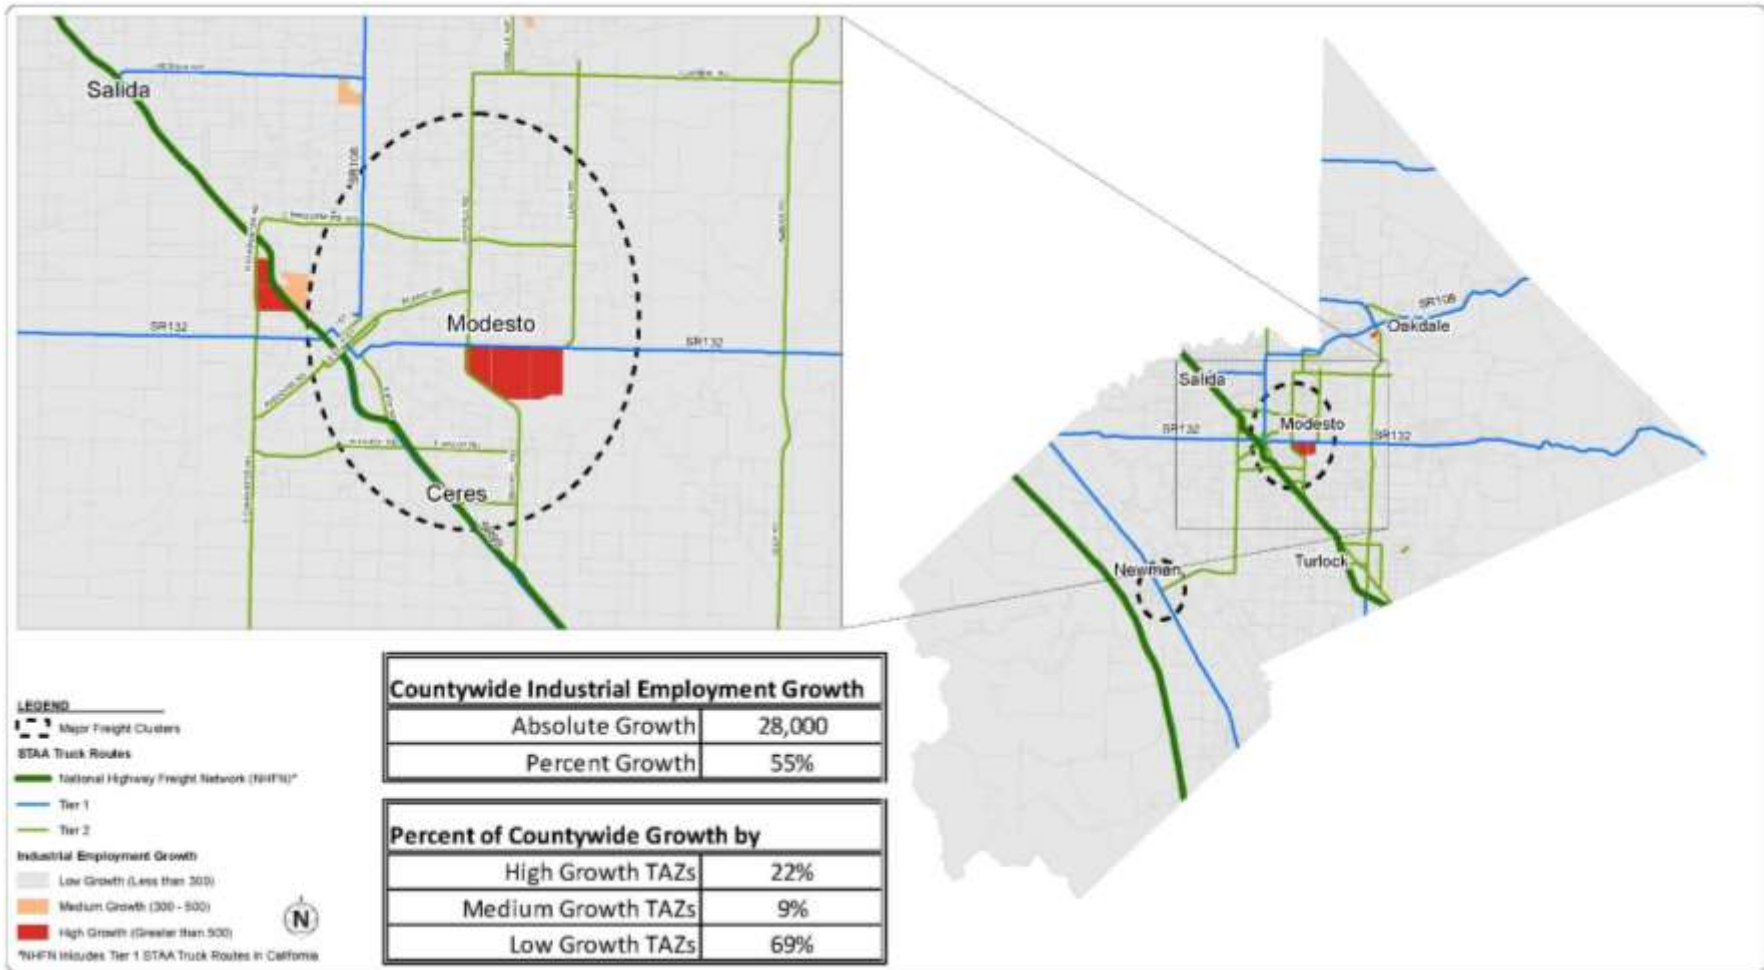 Salida
SR108
SR132
Modesto
SR132
Ceres
SR108
Oakdale
Salida
Modesto
SR132
SR132
Newman
Turlock
LEGEND
Major Freight Clusters
STAA Truck Routes
National Highway Freight Network (NHFN)*
Tier 1
Tier 2
Industrial Employment Growth
Low Growth (Less than 300)
Medium Growth (300 - 500)
High Growth (Greater than 500)
*NHFN Inlcudes Tier 1 STAA Truck Routes in California
N
Countywide Industrial Employment Growth
Absolute Growth 28,000
Percent Growth 55%
Percent of Countywide Growth by
High Growth TAZs 22%
Medium Growth TAZs 9%
Low Growth TAZs 69%